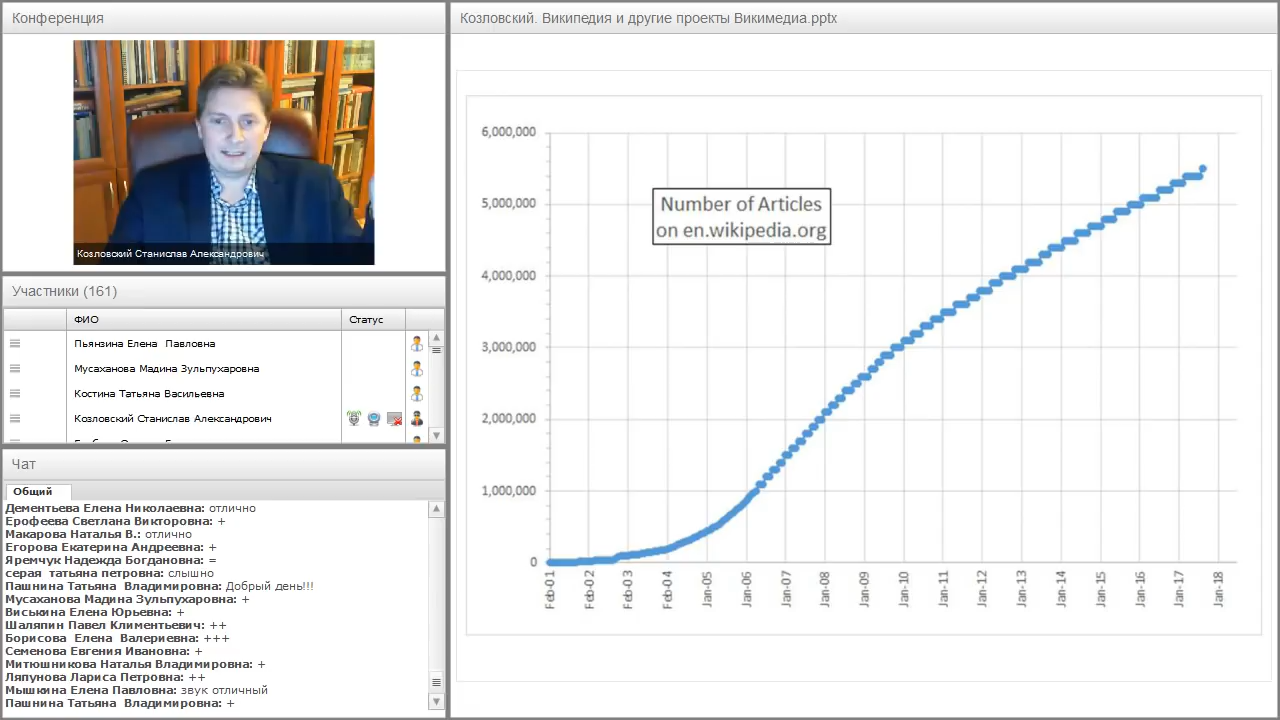 Конференция
Козловский Станислав Александрович
Участники (161)
ФИО
Статус
Пьянзина Елена Павловна
Мусаханова Мадина Зульпухаровна
Костина Татьяна Васильевна
Козловский Станислав Александрович
Чат
Общий
Дементьева Елена Николаевна: отлично
Ерофеева Светлана Викторовна: +
Макарова Наталья В.: отлично
Егорова Екатерина Андреевна: +
Яремчук Надежда Богдановна: =
серая татьяна петровна: слышно
Пашнина Татьяна Владимировна: Добрый день!!!
Мусаханова Мадина Зульпухаровна: +
Виськина Елена Юрьевна: +
Шаляпин Павел Климентьевич: ++
Борисова Елена Валериевна: +++
Семенова Евгения Ивановна: +
Митюшникова Наталья Владимировна: +
Ляпунова Лариса Петровна: ++
Мышкина Елена Павловна: звук отличный
Пашнина Татьяна Владимировна: +
Козловский. Википедия и другие проекты Викимедиа.pptx
Number of Articles
on en.wikipedia.org
6,000,000
5,000,000
4,000,000
3,000,000
2,000,000
1,000,000
0
Feb-01
Feb-02
Feb-03
Feb-04
Jan-05
Jan-06
Jan-07
Jan-08
Jan-09
Jan-10
Jan-11
Jan-12
Jan-13
Jan-14
Jan-15
Jan-16
Jan-17
Jan-18